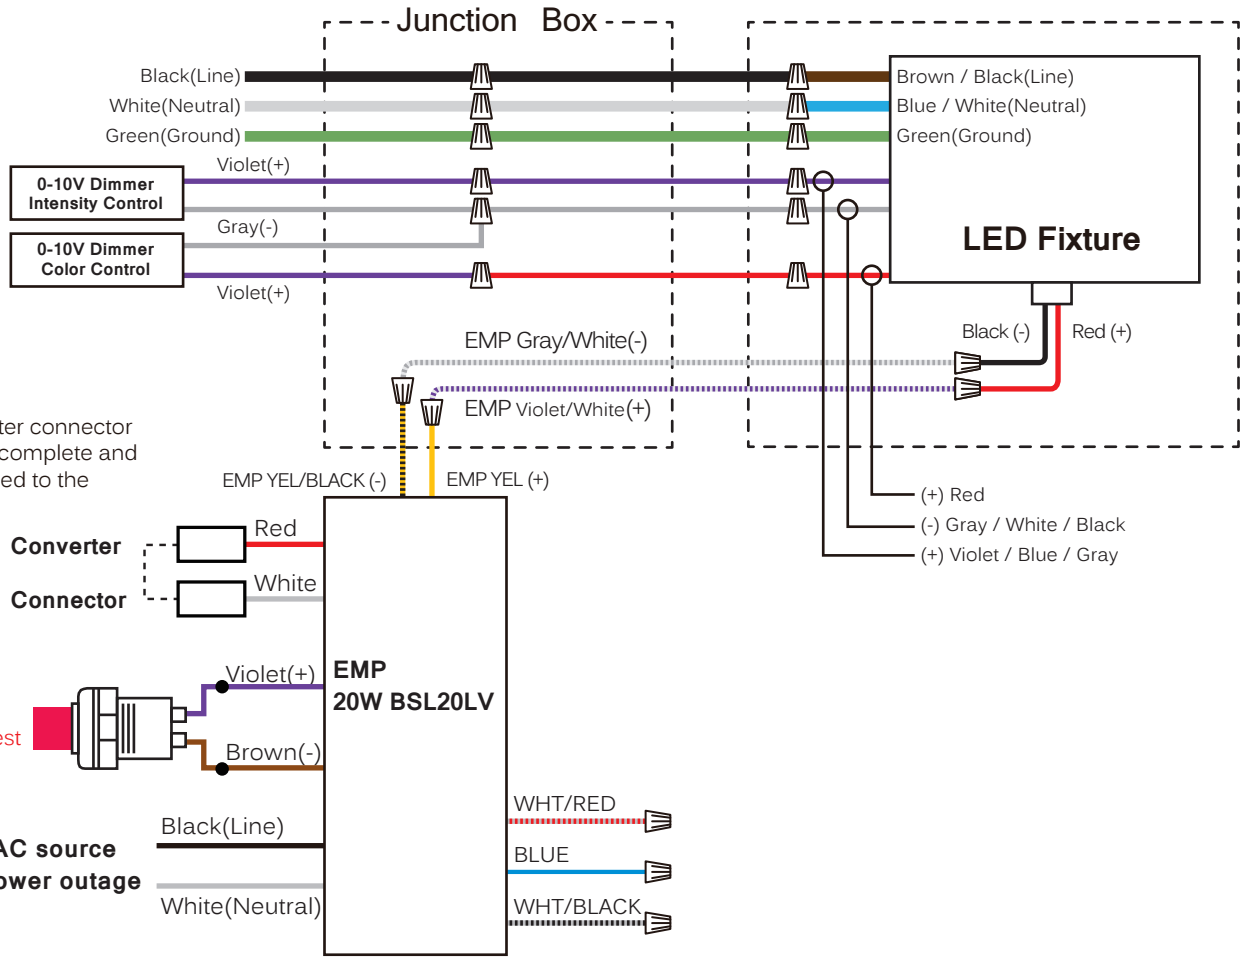 Junction Box
Black(Line)
White(Neutral)
Green(Ground)
Brown / Black(Line)
Blue / White(Neutral)
Green(Ground)
Violet(+)
0-10V Dimmer
Intensity Control
Gray(-)
0-10V Dimmer
Color Control
Violet(+)
LED Fixture
Black (-)
Red (+)
EMP Gray/White(-)
EMP Violet/White(+)
ter connector
complete and
ed to the
EMP YEL/BLACK (-)
EMP YEL (+)
(+) Red
(-) Gray / White / Black
(+) Violet / Blue / Gray
Converter
Red
Connector
White
Violet(+)
EMP
20W BSL20LV
est
Brown(-)
Black(Line)
AC source
ower outage
White(Neutral)
WHT/RED
BLUE
WHT/BLACK